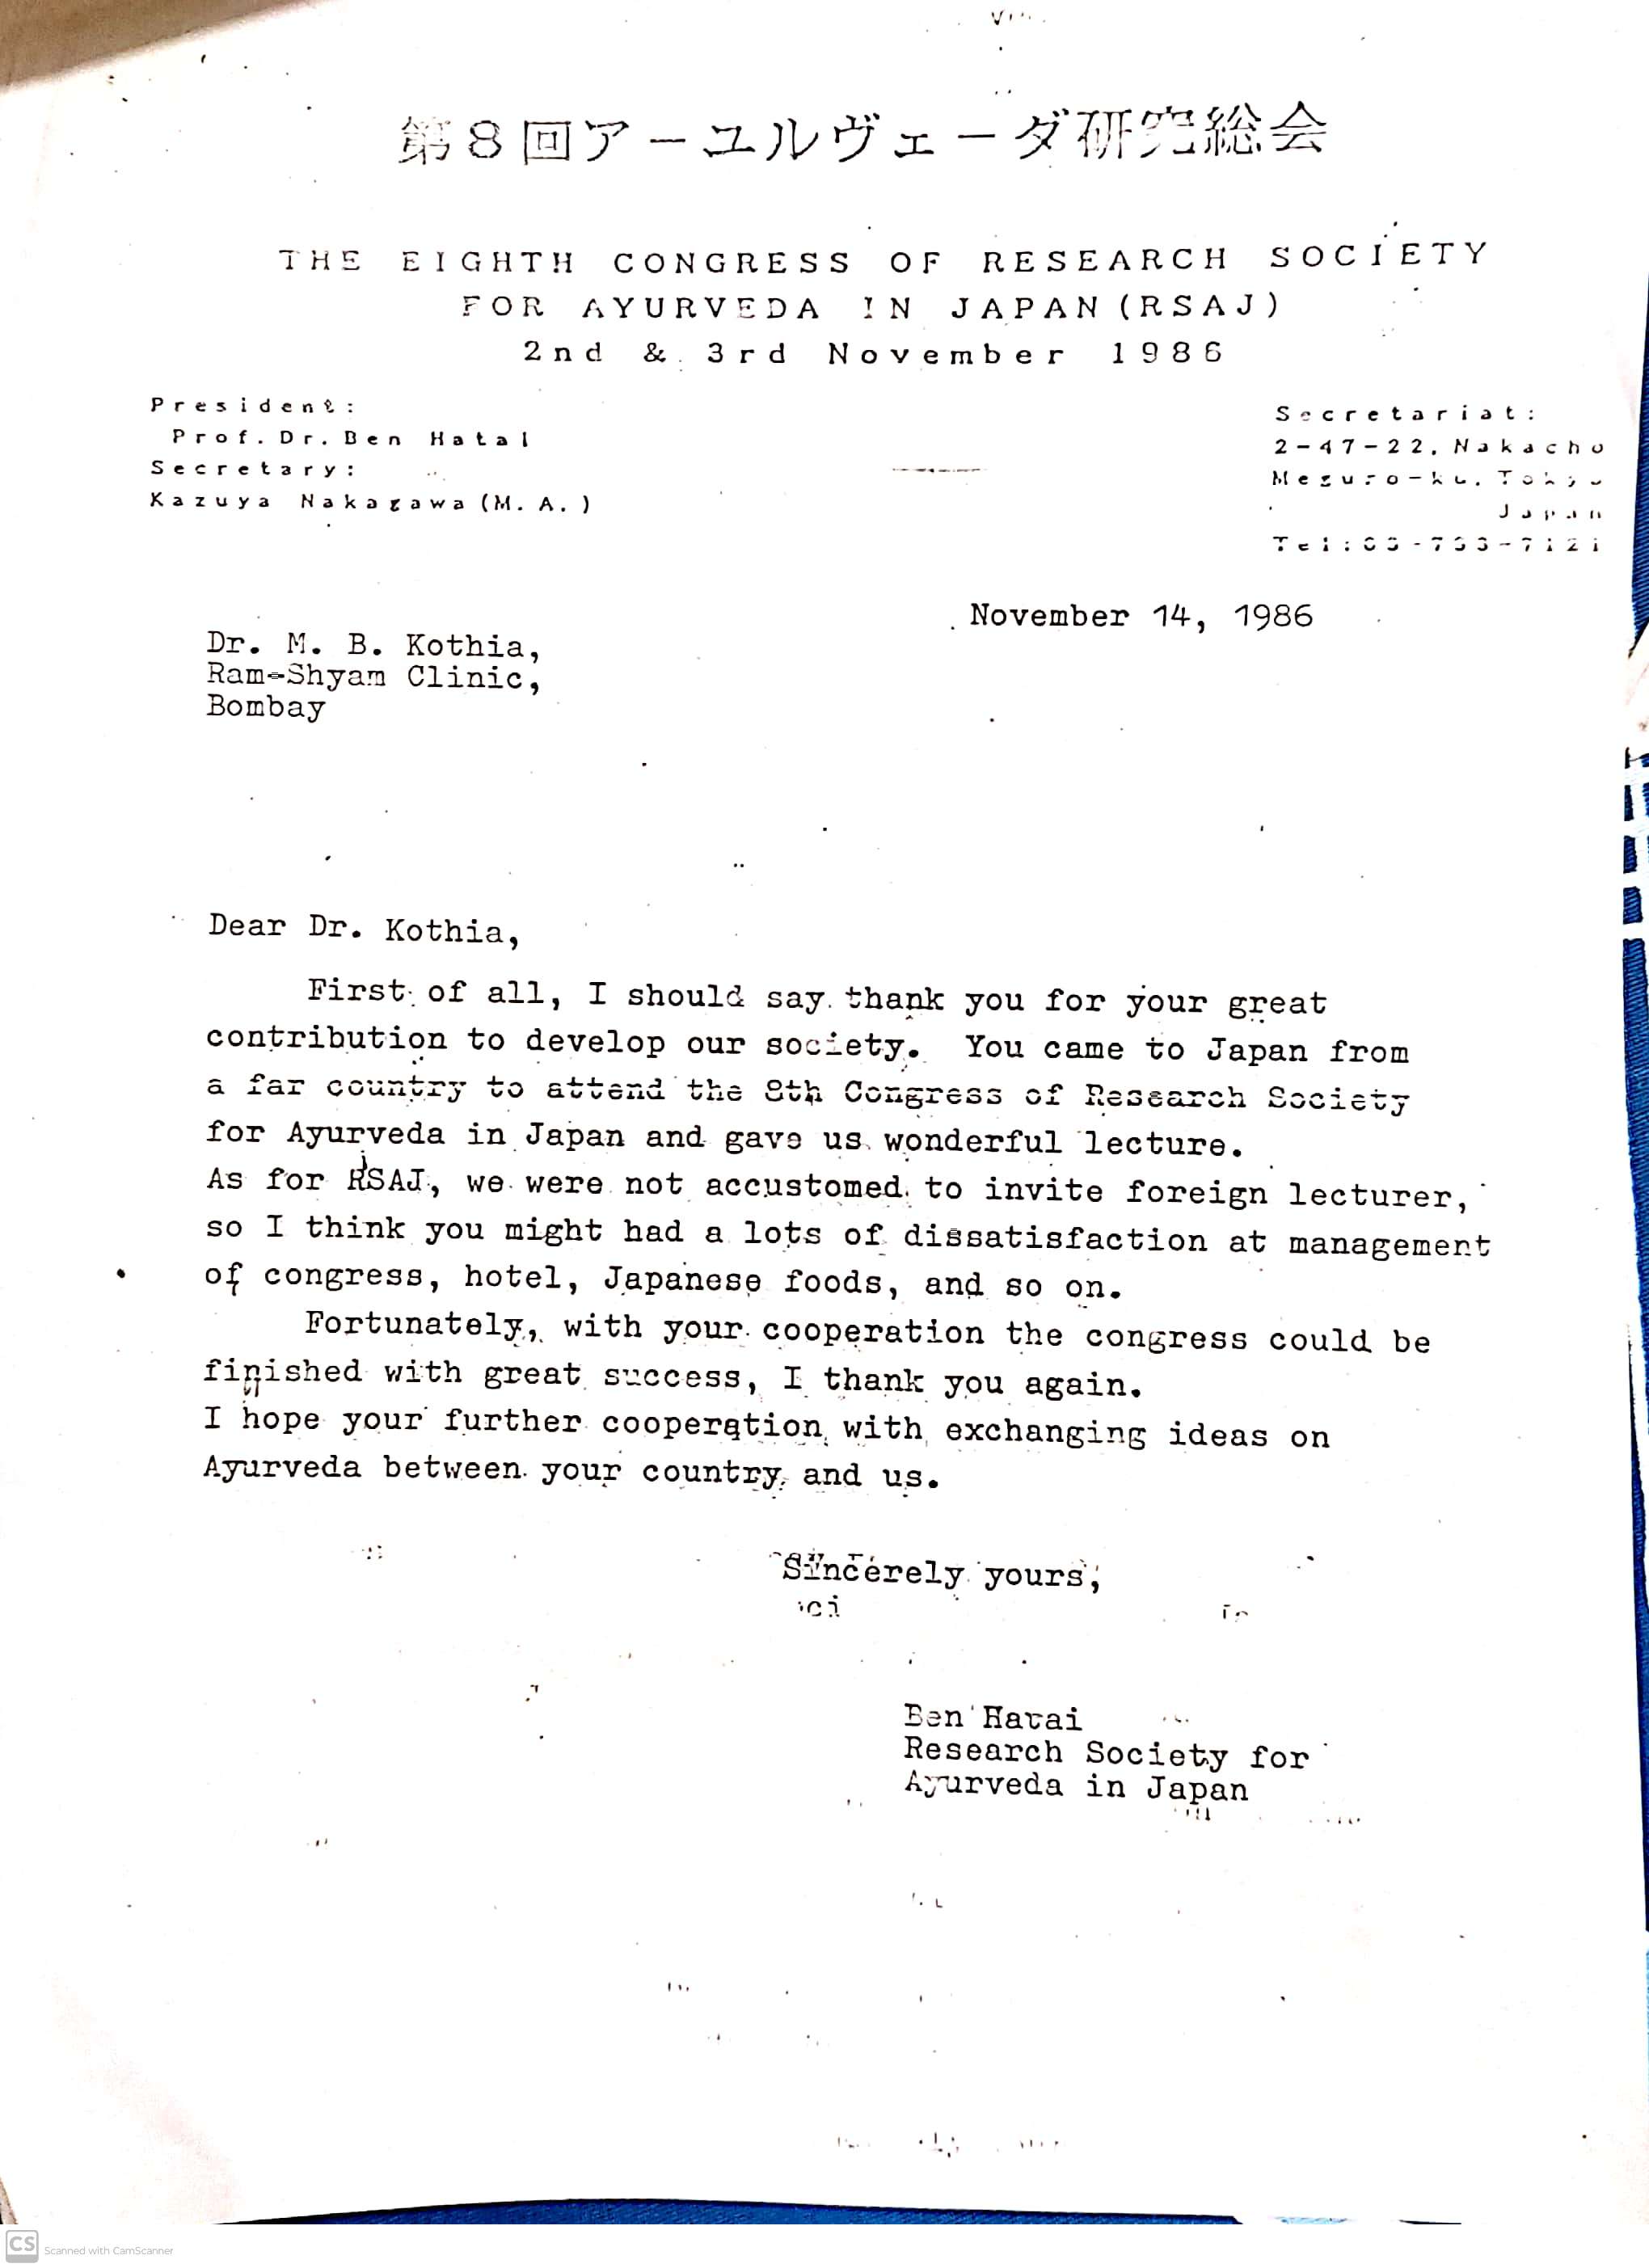 第8回アーユルヴェーダ研究総会
THE EIGHTH CONGRESS OF RESEARCH SOCIETY
FOR AYURVEDA IN JAPAN (RSAJ)
2nd & 3rd November 1986
President:
Prof. Dr. Ben Hatai
Secretary:
Kazuya Nakagawa (M. A. )
Secretariat:
2-47-22, Nakacho
Meguro-ku, Tokyo
Japan
Tel:
November 14, 1986
Dr. M. B. Kothia,
Ram-Shyam Clinic,
Bombay
Dear Dr. Kothia,
First of all, I should say thank you for your great
contribution to develop our society. You came to Japan from
a far country to attend the 8th Congress of Research Society
for Ayurveda in Japan and gave us wonderful lecture.
As for RSAJ, we were not accustomed to invite foreign lecturer,
so I think you might had a lots of dissatisfaction at management
of congress, hotel, Japanese foods, and so on.
Fortunately, with your cooperation the congress could be
finished with great success, I thank you again.
I hope your further cooperation with exchanging ideas on
Ayurveda between your country and us.
Sincerely yours,
Ben Hatai
Research Society for
Ayurveda in Japan
CS Scanned with CamScanner